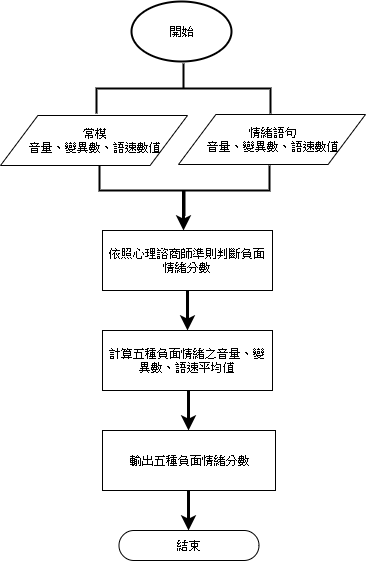 開始
常模
音量、變異數、語速數值
情緒語句
音量、變異數、語速數值
依照心理諮商師準則判斷負面
情緒分數
計算五種負面情緒之音量、變
異數、語速平均值
輸出五種負面情緒分數
結束